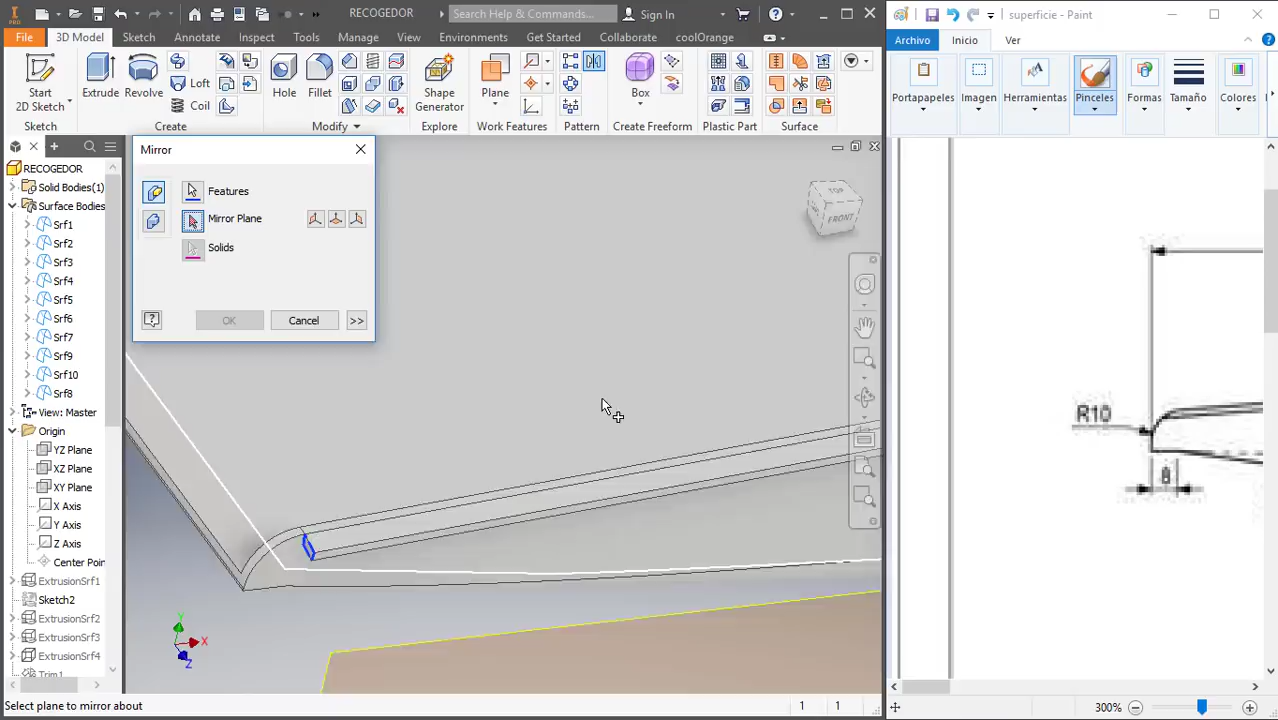 PRO
RECOGEDOR
Search Help & Commands...
Sign In
File
3D Model
Sketch
Annotate
Inspect
Tools
Manage
View
Environments
Get Started
Collaborate
coolOrange
Start
2D Sketch
Extrude
Revolve
Loft
Coil
Hole
Fillet
Shape
Generator
Plane
Box
Sketch
Create
Modify
Explore
Work Features
Pattern
Create Freeform
Plastic Part
Surface
RECOGEDOR
Solid Bodies(1)
Surface Bodies
Srf1
Srf2
Srf3
Srf4
Srf5
Srf6
Srf7
Srf9
Srf10
Srf8
View: Master
Origin
YZ Plane
XZ Plane
XY Plane
X Axis
Y Axis
Z Axis
Center Poin
ExtrusionSrf1
Sketch2
ExtrusionSrf2
ExtrusionSrf3
ExtrusionSrf4
Trim1
Mirror
Features
Mirror Plane
Solids
OK
Cancel
>>
TOP
FRONT
Y
X
Z
Select plane to mirror about
1
1
superficie - Paint
Archivo
Inicio
Ver
Portapapeles
Imagen
Herramientas
Pinceles
Formas
Tamaño
Colores
R10
8
300%